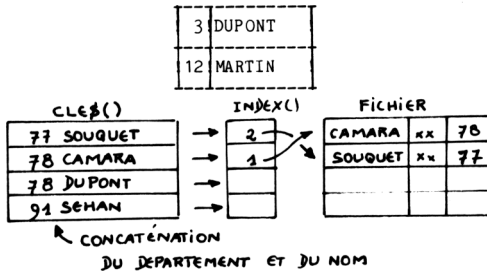 3 DUPONT
12 MARTIN
CLE$() INDEX() FICHIER
77 SOUQUET 2 CAMARA xx 78
78 CAMARA 1 SOUQUET xx 77
78 DUPONT
91 SEHAN
CONCATÉNATION
DU DEPARTEMENT ET DU NOM